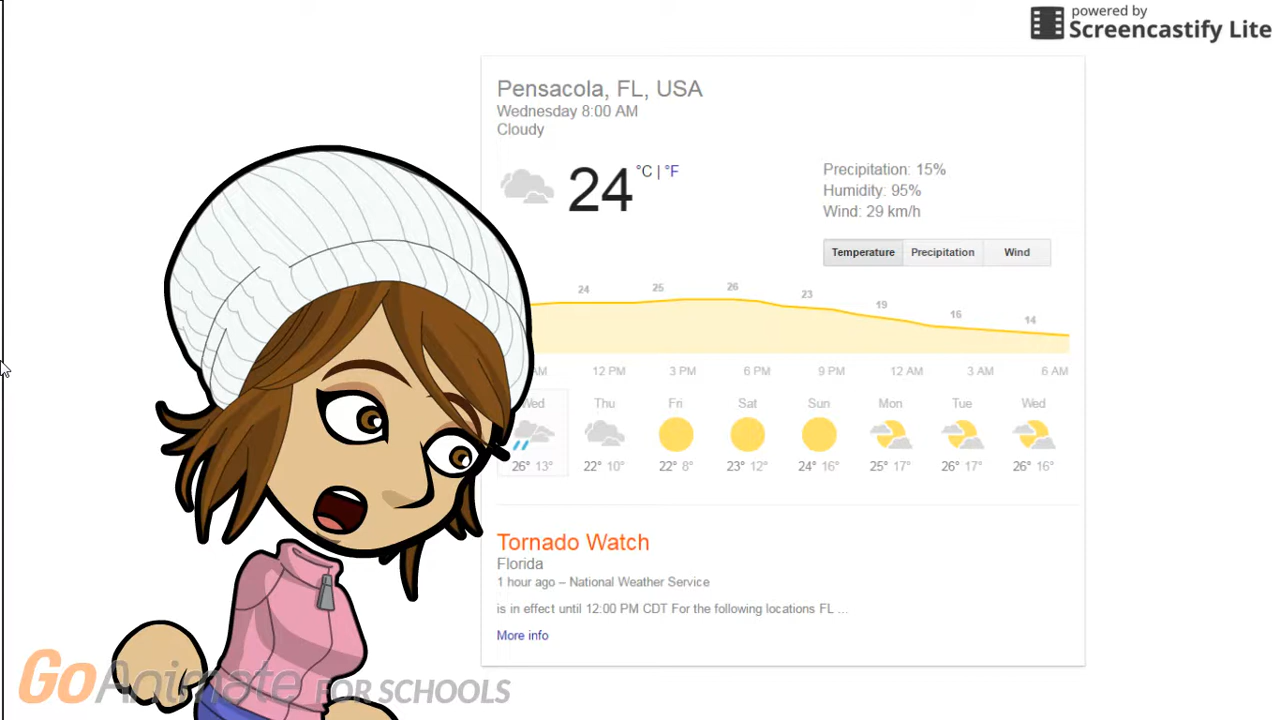 powered by
Screencastify Lite
Pensacola, FL, USA
Wednesday 8:00 AM
Cloudy
24 °C | °F
Precipitation: 15%
Humidity: 95%
Wind: 29 km/h
Temperature Precipitation Wind
24 25 26 23 19 16 14
AM 12 PM 3 PM 6 PM 9 PM 12 AM 3 AM 6 AM
Wed Thu Fri Sat Sun Mon Tue Wed
26° 13° 22° 10° 22° 8° 23° 12° 24° 16° 25° 17° 26° 17° 26° 16°
Tornado Watch
Florida
1 hour ago – National Weather Service
is in effect until 12:00 PM CDT For the following locations FL ...
More info
GoAnimate FOR SCHOOLS